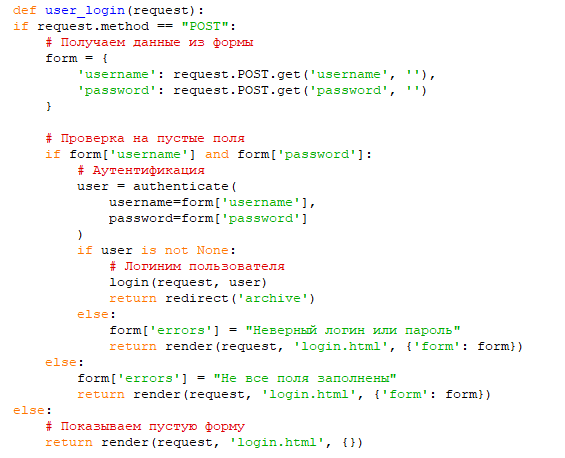 def user_login(request):
if request.method == "POST":
    # Получаем данные из формы
    form = {
        'username': request.POST.get('username', ''),
        'password': request.POST.get('password', '')
    }

    # Проверка на пустые поля
    if form['username'] and form['password']:
        # Аутентификация
        user = authenticate(
            username=form['username'],
            password=form['password']
        )
        if user is not None:
            # Логиним пользователя
            login(request, user)
            return redirect('archive')
        else:
            form['errors'] = "Неверный логин или пароль"
            return render(request, 'login.html', {'form': form})
    else:
        form['errors'] = "Не все поля заполнены"
        return render(request, 'login.html', {'form': form})
else:
    # Показываем пустую форму
    return render(request, 'login.html', {})